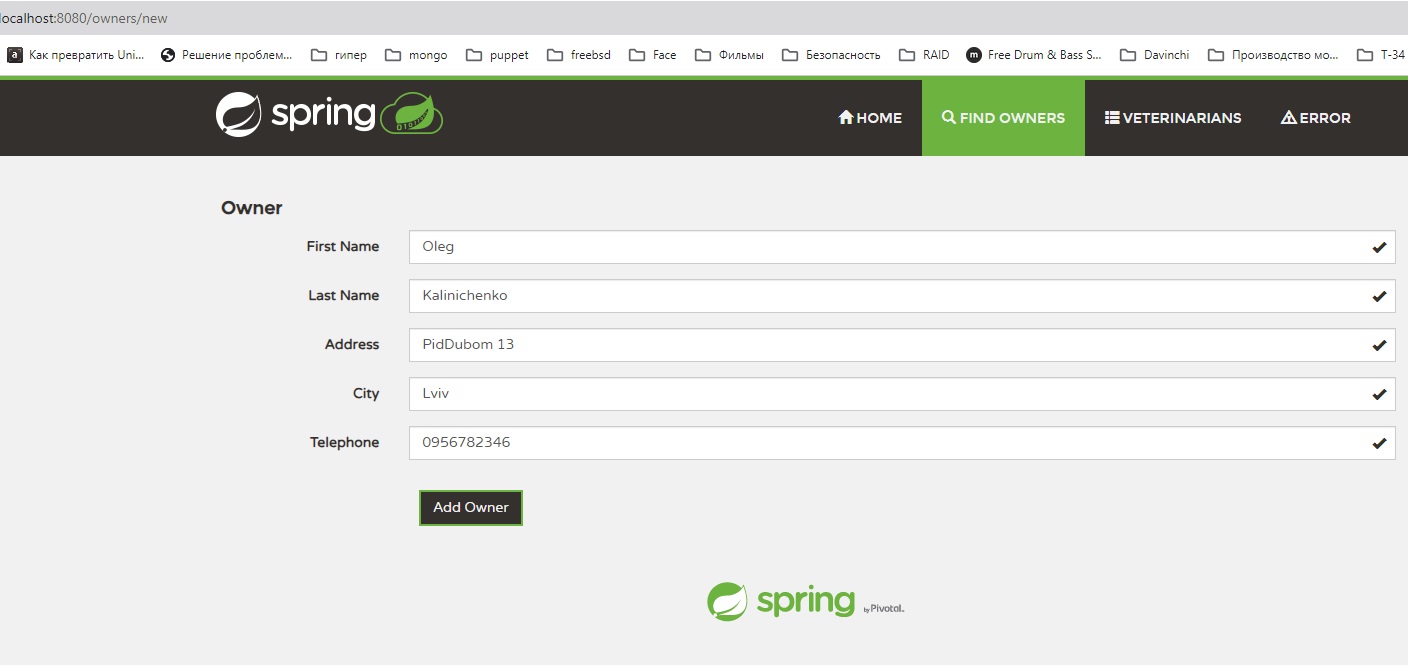 localhost:8080/owners/new
Как превратить Uni... Решение проблем... гипер mongo puppet freebsd Face Фильмы Безопасность RAID Free Drum & Bass S... Davinchi Производство мо... Т-34
spring HOME FIND OWNERS VETERINARIANS ERROR
Owner
First Name Oleg
Last Name Kalinichenko
Address PidDubom 13
City Lviv
Telephone 0956782346
Add Owner
spring by Pivotal.